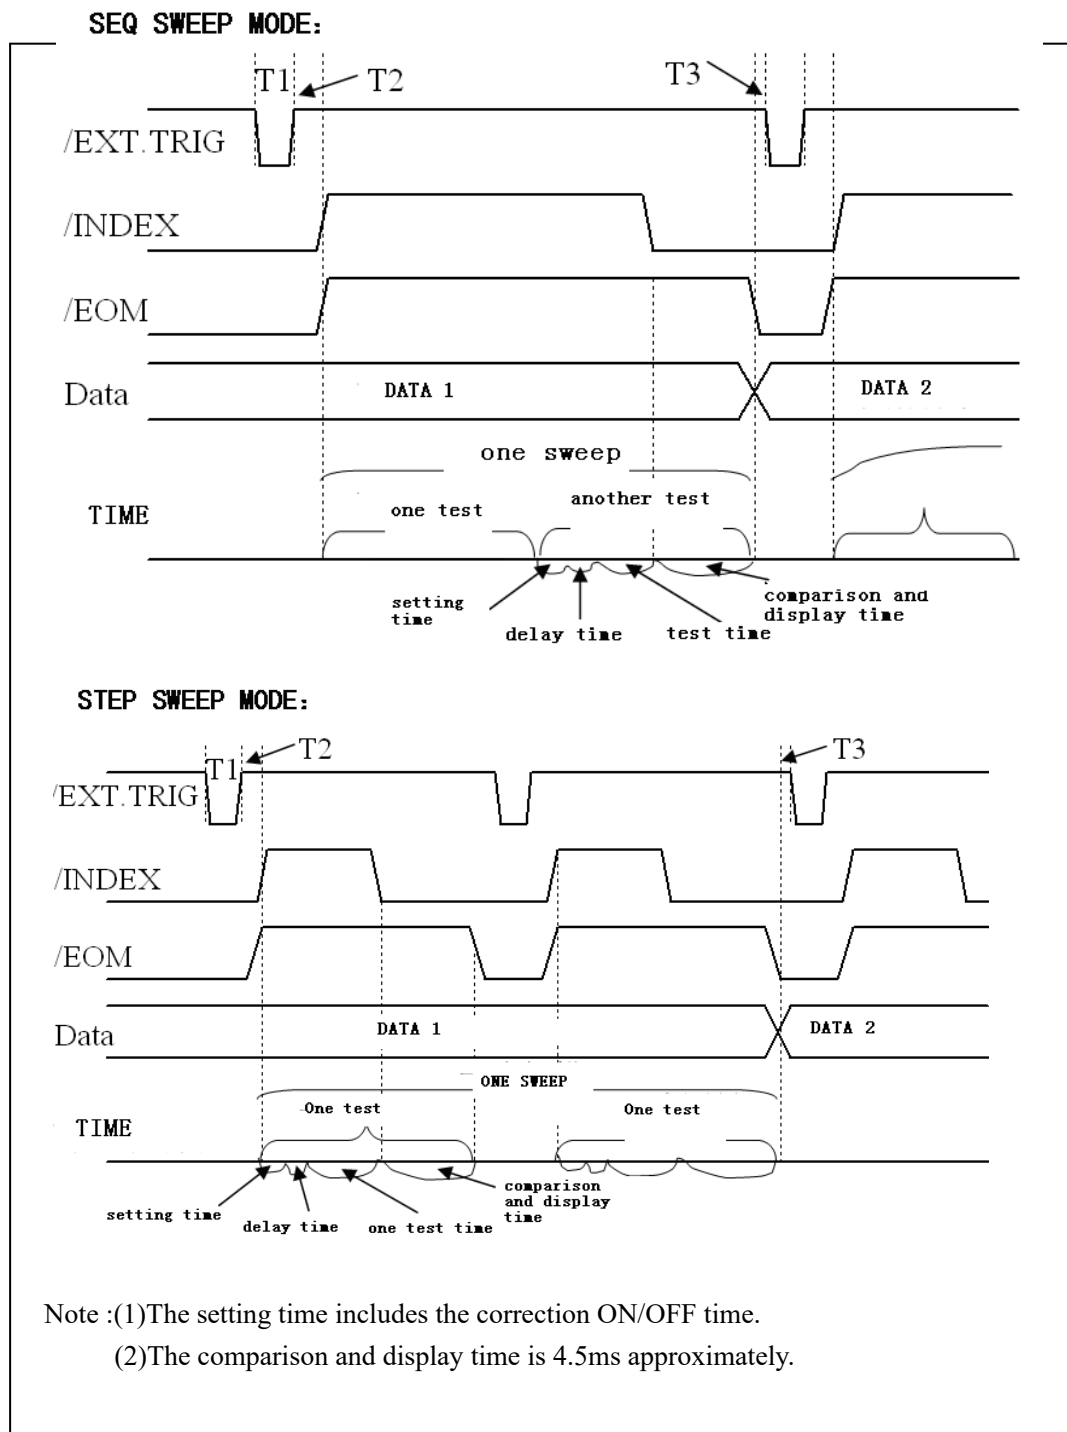 SEQ SWEEP MODE:
T1
T2
T3
/EXT.TRIG
/INDEX
/EOM
Data
DATA 1
DATA 2
one sweep
another test
one test
TIME
setting
time
delay time
test time
comparison and
display time
STEP SWEEP MODE:
T1
T2
T3
/EXT.TRIG
/INDEX
/EOM
Data
DATA 1
DATA 2
ONE SWEEP
One test
One test
TIME
setting time
delay time
one test time
comparison
and display
time
Note :(1)The setting time includes the correction ON/OFF time.
(2)The comparison and display time is 4.5ms approximately.